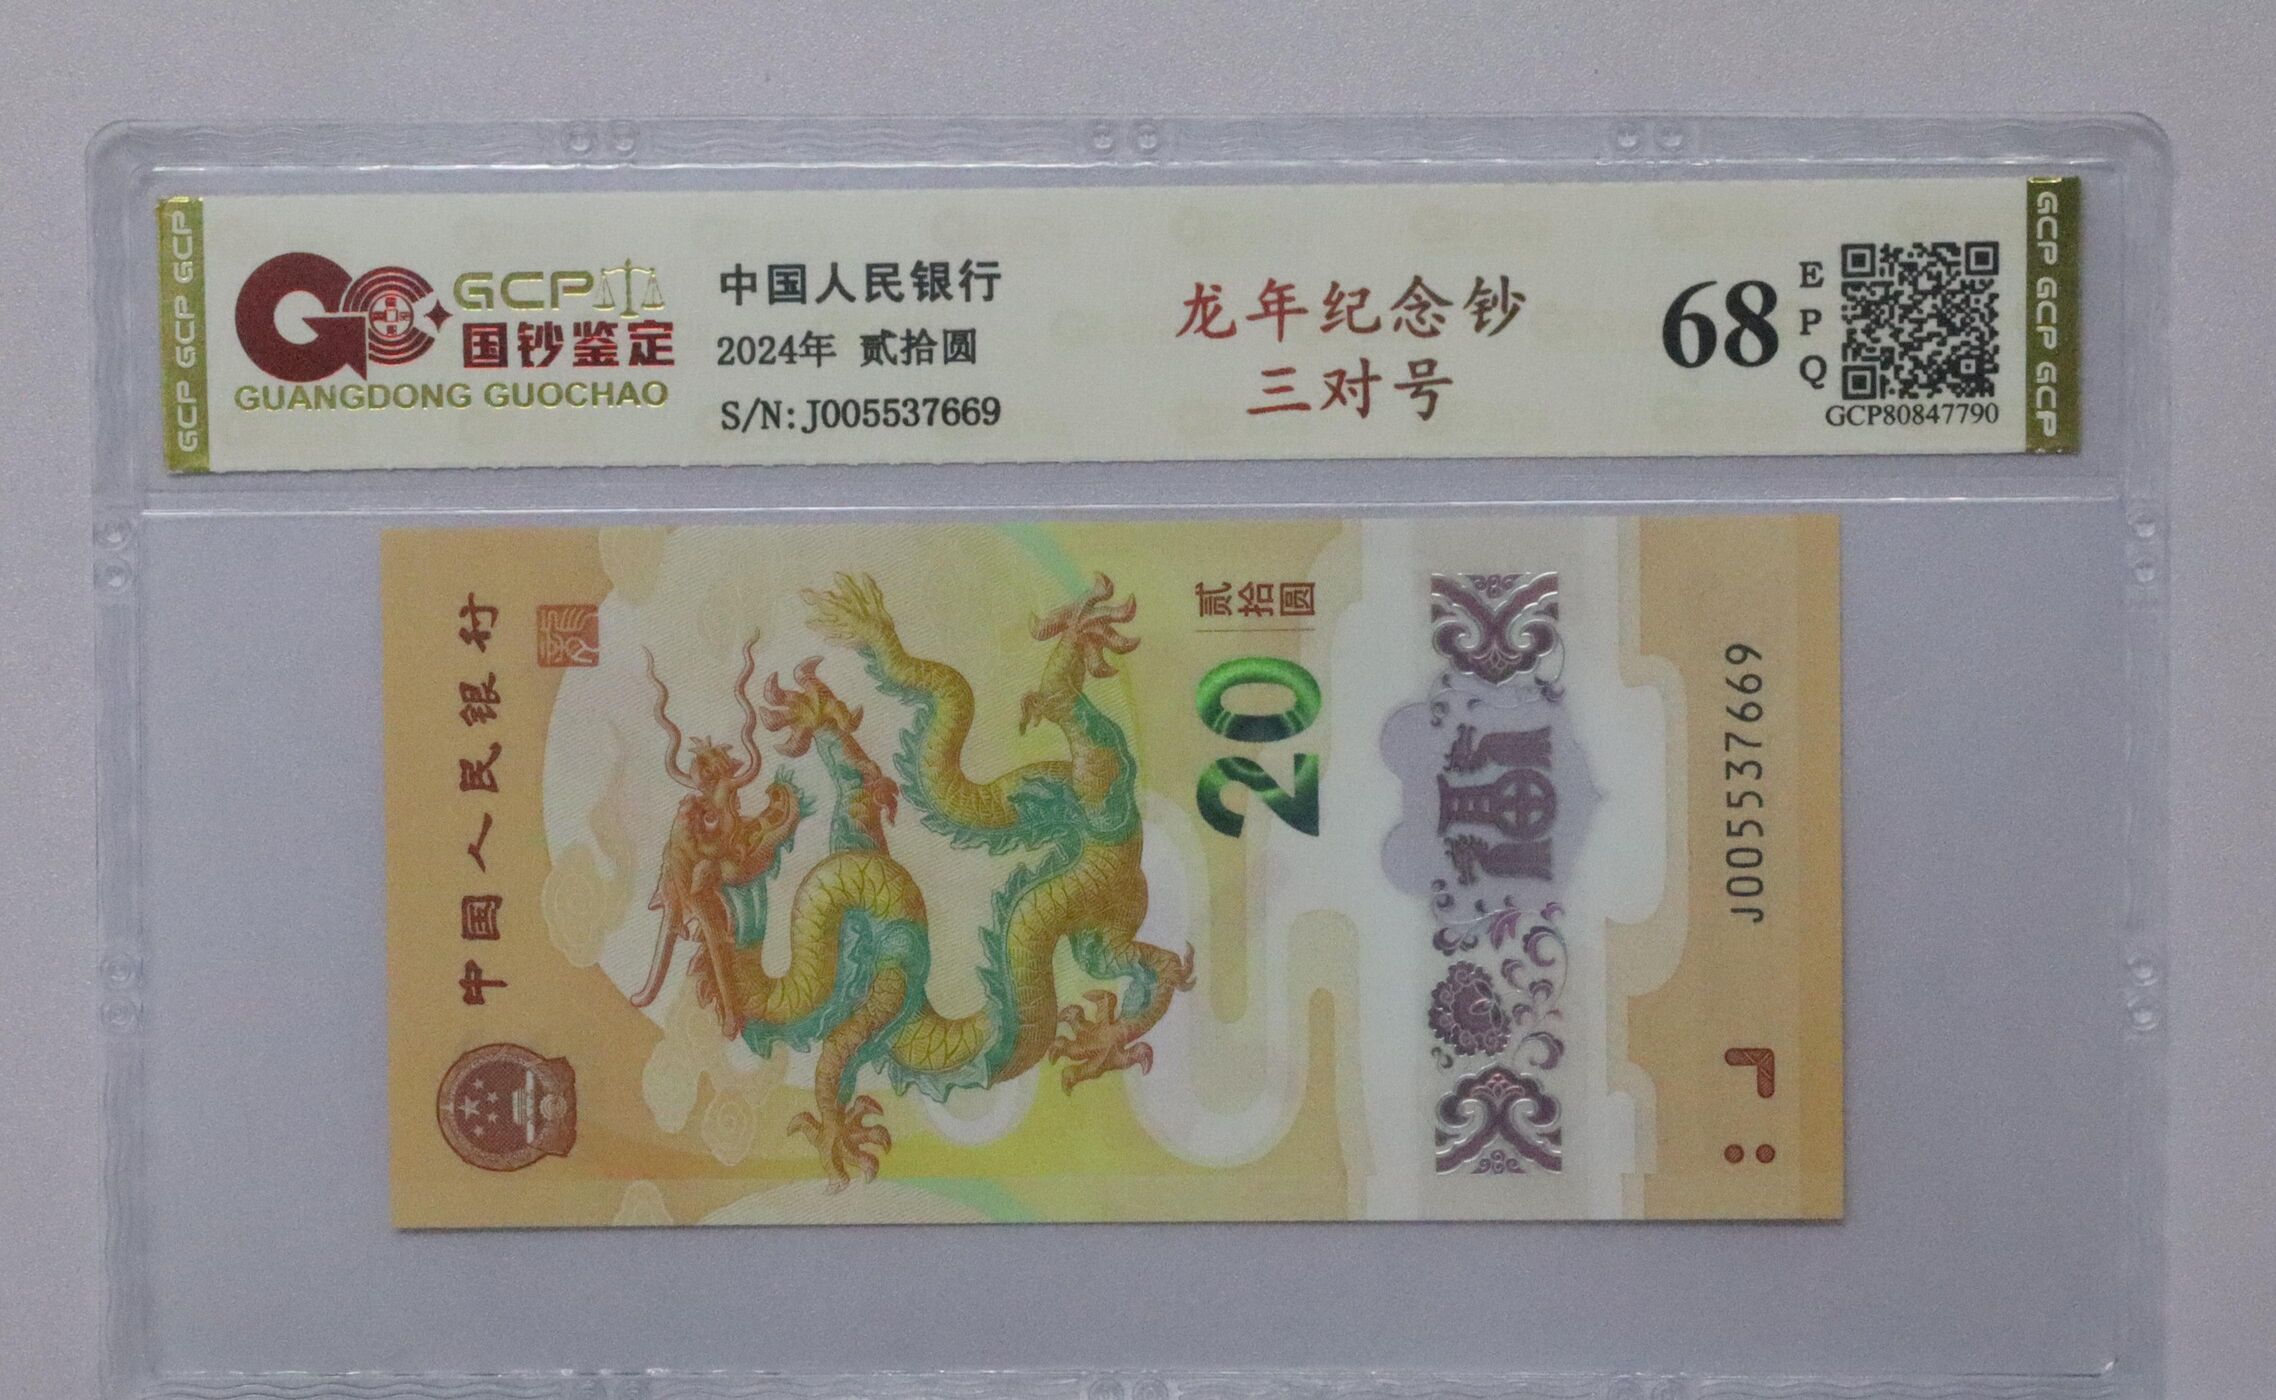 GCP GCP GCP
GCP
国钞鉴定
GUANGDONG GUOCHAO
中国人民银行
2024年 贰拾圆
S/N:J005537669
龙年纪念钞
三对号
68
EPQ
GCP80847790
GCP GCP GCP
中国人民银行
贰拾圆
20
J005537669